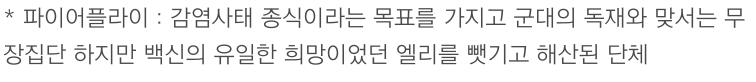 * 파이어플라이 : 감염사태 종식이라는 목표를 가지고 군대의 독재와 맞서는 무
장집단 하지만 백신의 유일한 희망이었던 엘리를 뺏기고 해산된 단체